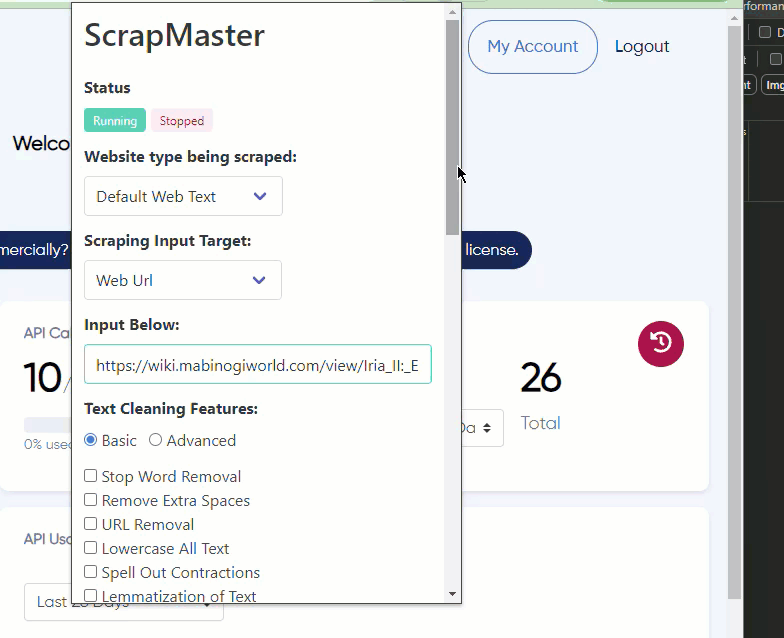 rforman
ScrapMaster
My Account
Logout
Status
Running
Stopped
Img
Welco
Website type being scraped:
Default Web Text
mercially?
license.
Scraping Input Target:
Web Url
Input Below:
API Ca
https://wiki.mabinogiworld.com/view/Iria_II:_E
10/
26
Text Cleaning Features:
Total
0% used
Basic
Advanced
Stop Word Removal
Remove Extra Spaces
URL Removal
Lowercase All Text
API Usa
Spell Out Contractions
Lemmatization of Text
Last
Days